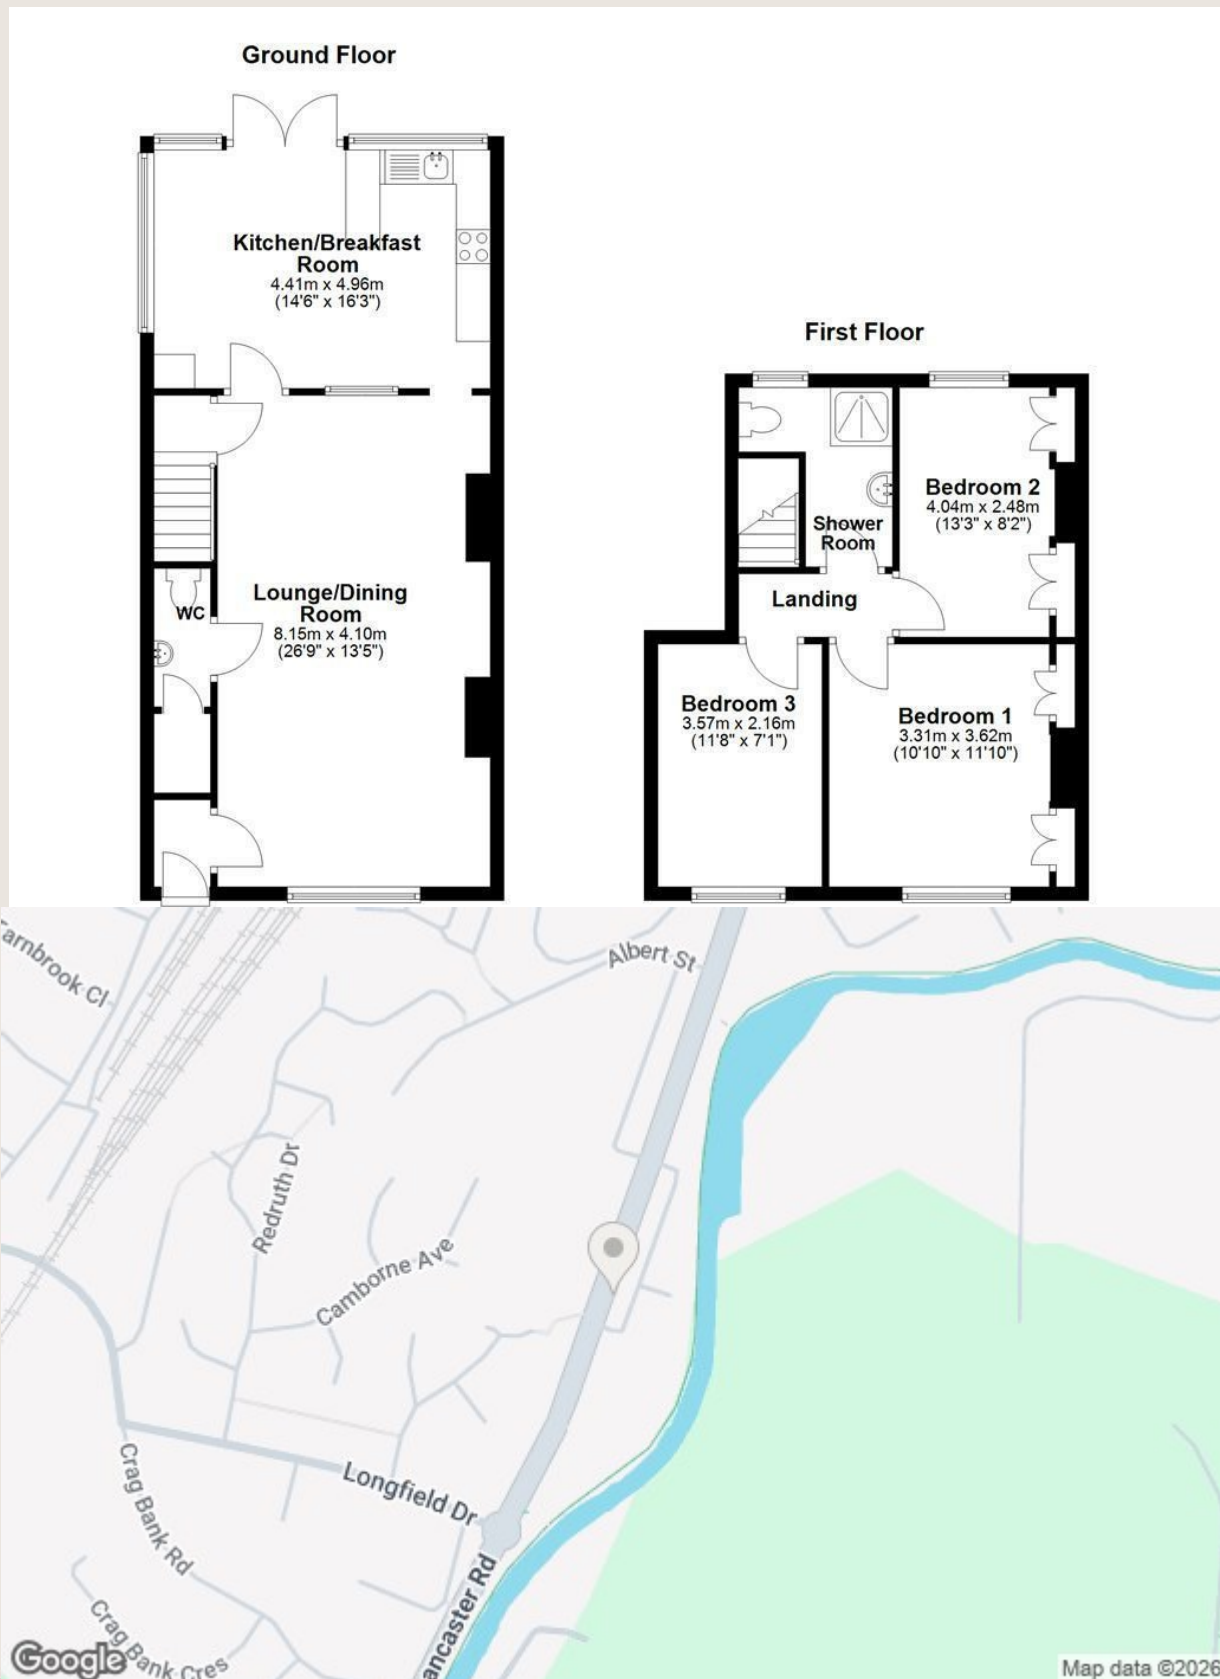 Ground Floor
Kitchen/Breakfast
Room
4.41m x 4.96m
(14'6" x 16'3")
Lounge/Dining
Room
8.15m x 4.10m
(26'9" x 13'5")
WC
First Floor
Bedroom 2
4.04m x 2.48m
(13'3" x 8'2")
Shower
Room
Landing
Bedroom 3
3.57m x 2.16m
(11'8" x 7'1")
Bedroom 1
3.31m x 3.62m
(10'10" x 11'10")
arnbrook Cl
Albert St
Redruth Dr
Camborne Ave
Longfield Dr
Crag Bank Rd
Crag Bank Cres
ancaster Rd
Google
Map data ©2026